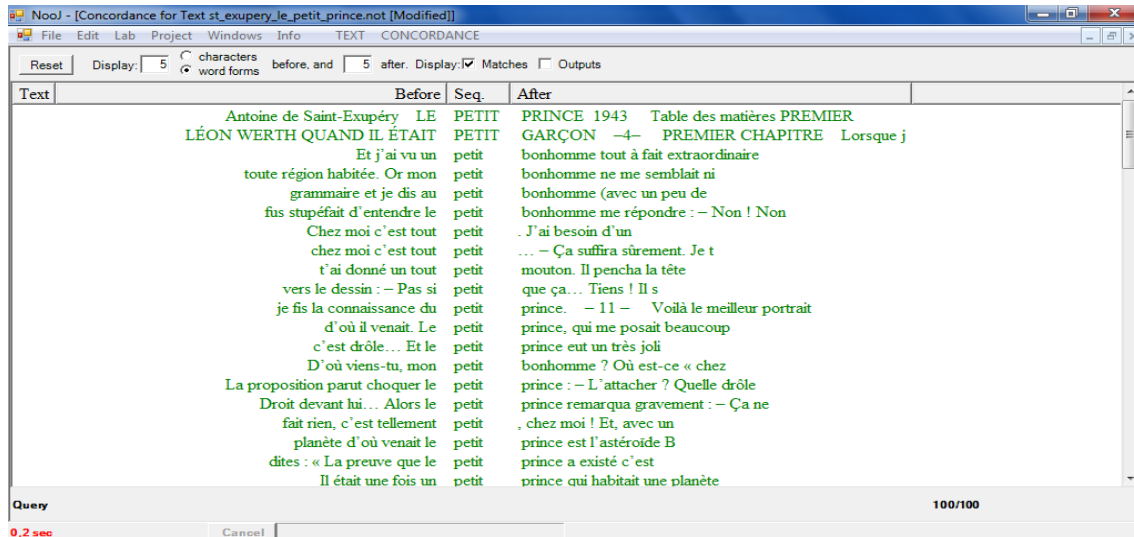 NooJ - [Concordance for Text st_exupery_le_petit_prince.not [Modified]]
File Edit Lab Project Windows Info TEXT CONCORDANCE
Reset Display: 5 characters word forms before, and 5 after. Display: Matches Outputs
Text Before Seq. After
Antoine de Saint-Exupéry LE PETIT PRINCE 1943 Table des matières PREMIER
LÉON WERTH QUAND IL ÉTAIT PETIT GARÇON –4– PREMIER CHAPITRE Lorsque j
Et j’ai vu un petit bonhomme tout à fait extraordinaire
toute région habitée. Or mon petit bonhomme ne me semblait ni
grammaire et je dis au petit bonhomme (avec un peu de
fus stupéfait d’entendre le petit bonhomme me répondre : – Non ! Non
Chez moi c’est tout petit . J’ai besoin d’un
chez moi c’est tout petit … – Ça suffira sûrement. Je t
t’ai donné un tout petit mouton. Il pencha la tête
vers le dessin : – Pas si petit que ça… Tiens ! Il s
je fis la connaissance du petit prince. – 11 – Voilà le meilleur portrait
d’où il venait. Le petit prince, qui me posait beaucoup
c’est drôle… Et le petit prince eut un très joli
D’où viens-tu, mon petit bonhomme ? Où est-ce « chez
La proposition parut choquer le petit prince : – L’attacher ? Quelle drôle
Droit devant lui… Alors le petit prince remarqua gravement : – Ça ne
fait rien, c’est tellement petit , chez moi ! Et, avec un
planète d’où venait le petit prince est l’astéroïde B
dites : « La preuve que le petit prince a existé c’est
Il était une fois un petit prince qui habitait une planète
Query 100/100
0,2 sec Cancel